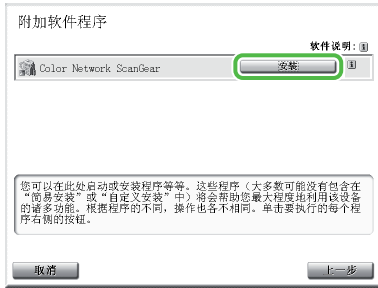 附加软件程序
软件说明: i
Color Network ScanGear 安装 i
您可以在此处启动或安装程序等等。这些程序（大多数可能没有包含在
“简易安装”或“自定义安装”中）将会帮助您最大程度地利用该设备
的诸多功能。根据程序的不同，操作也各不相同。单击要执行的每个程
序右侧的按钮。
取消 上一步